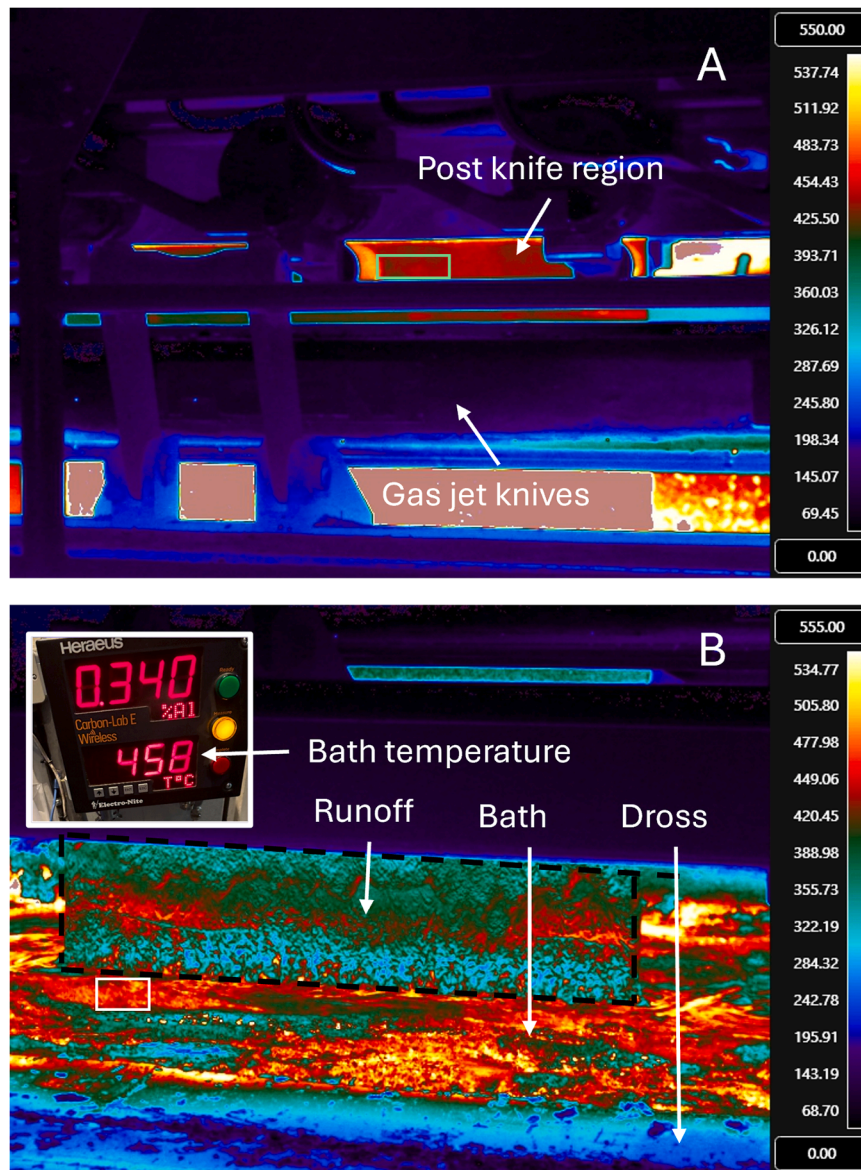 A
Post knife region
Gas jet knives
550.00
537.74
511.92
483.73
454.43
425.50
393.71
360.03
326.12
287.69
245.80
198.34
145.07
69.45
0.00
B
Heraeus
0.340
%Al
Carbon-Lab E
Wireless
458
T°C
Electro-Nite
Bath temperature
Runoff
Bath
Dross
555.00
534.77
505.80
477.98
449.06
420.45
388.98
355.73
322.19
284.32
242.78
195.91
143.19
68.70
0.00